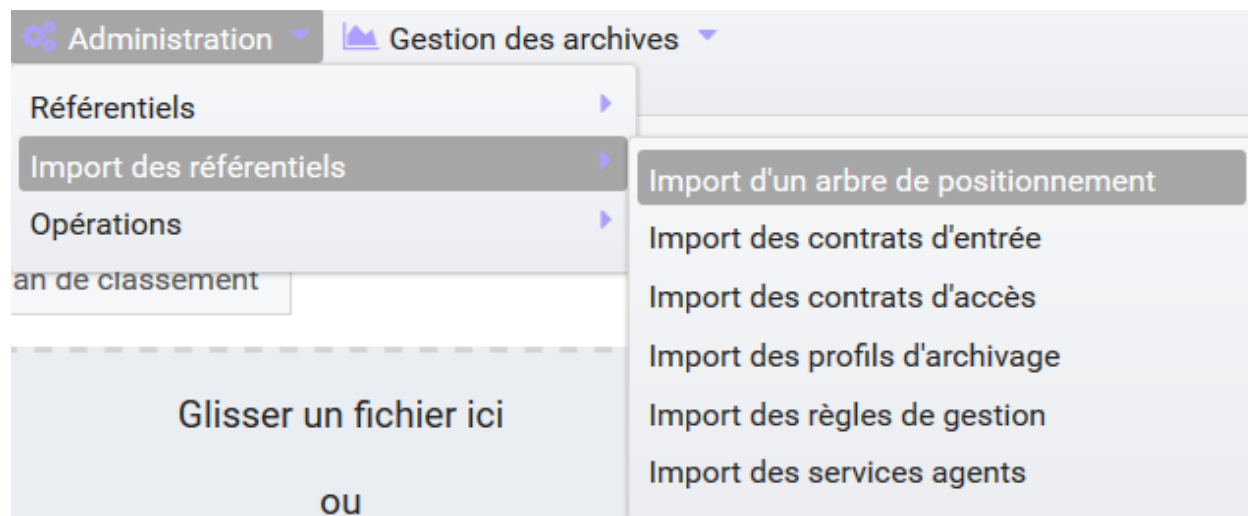 Administration Gestion des archives
Référentiels
Import des référentiels
Opérations
Import d'un arbre de positionnement
Import des contrats d'entrée
Import des contrats d'accès
Import des profils d'archivage
Import des règles de gestion
Import des services agents
an de classement
Glisser un fichier ici
ou